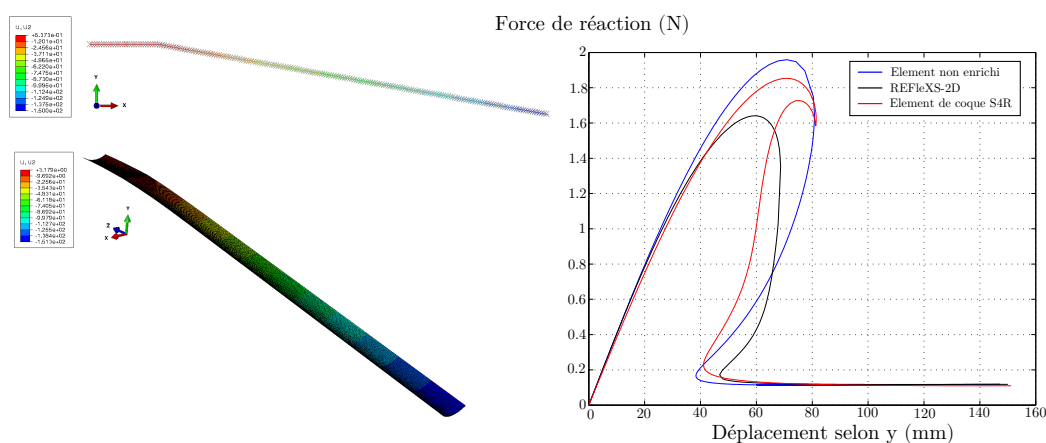 U, U2
+5.373e-01
-1.201e+01
-2.456e+01
-3.711e+01
-4.965e+01
-6.220e+01
-7.475e+01
-8.730e+01
-9.985e+01
-1.124e+02
-1.249e+02
-1.375e+02
-1.500e+02
Y
X
U, U2
+3.179e+00
-9.692e+00
-2.256e+01
-3.543e+01
-4.831e+01
-6.118e+01
-7.405e+01
-8.692e+01
-9.979e+01
-1.127e+02
-1.255e+02
-1.384e+02
-1.513e+02
Y
Z
X
Force de réaction (N)
Element non enrichi
REFleXS-2D
Element de coque S4R
2
1.8
1.6
1.4
1.2
1
0.8
0.6
0.4
0.2
0
0 20 40 60 80 100 120 140 160
Déplacement selon y (mm)